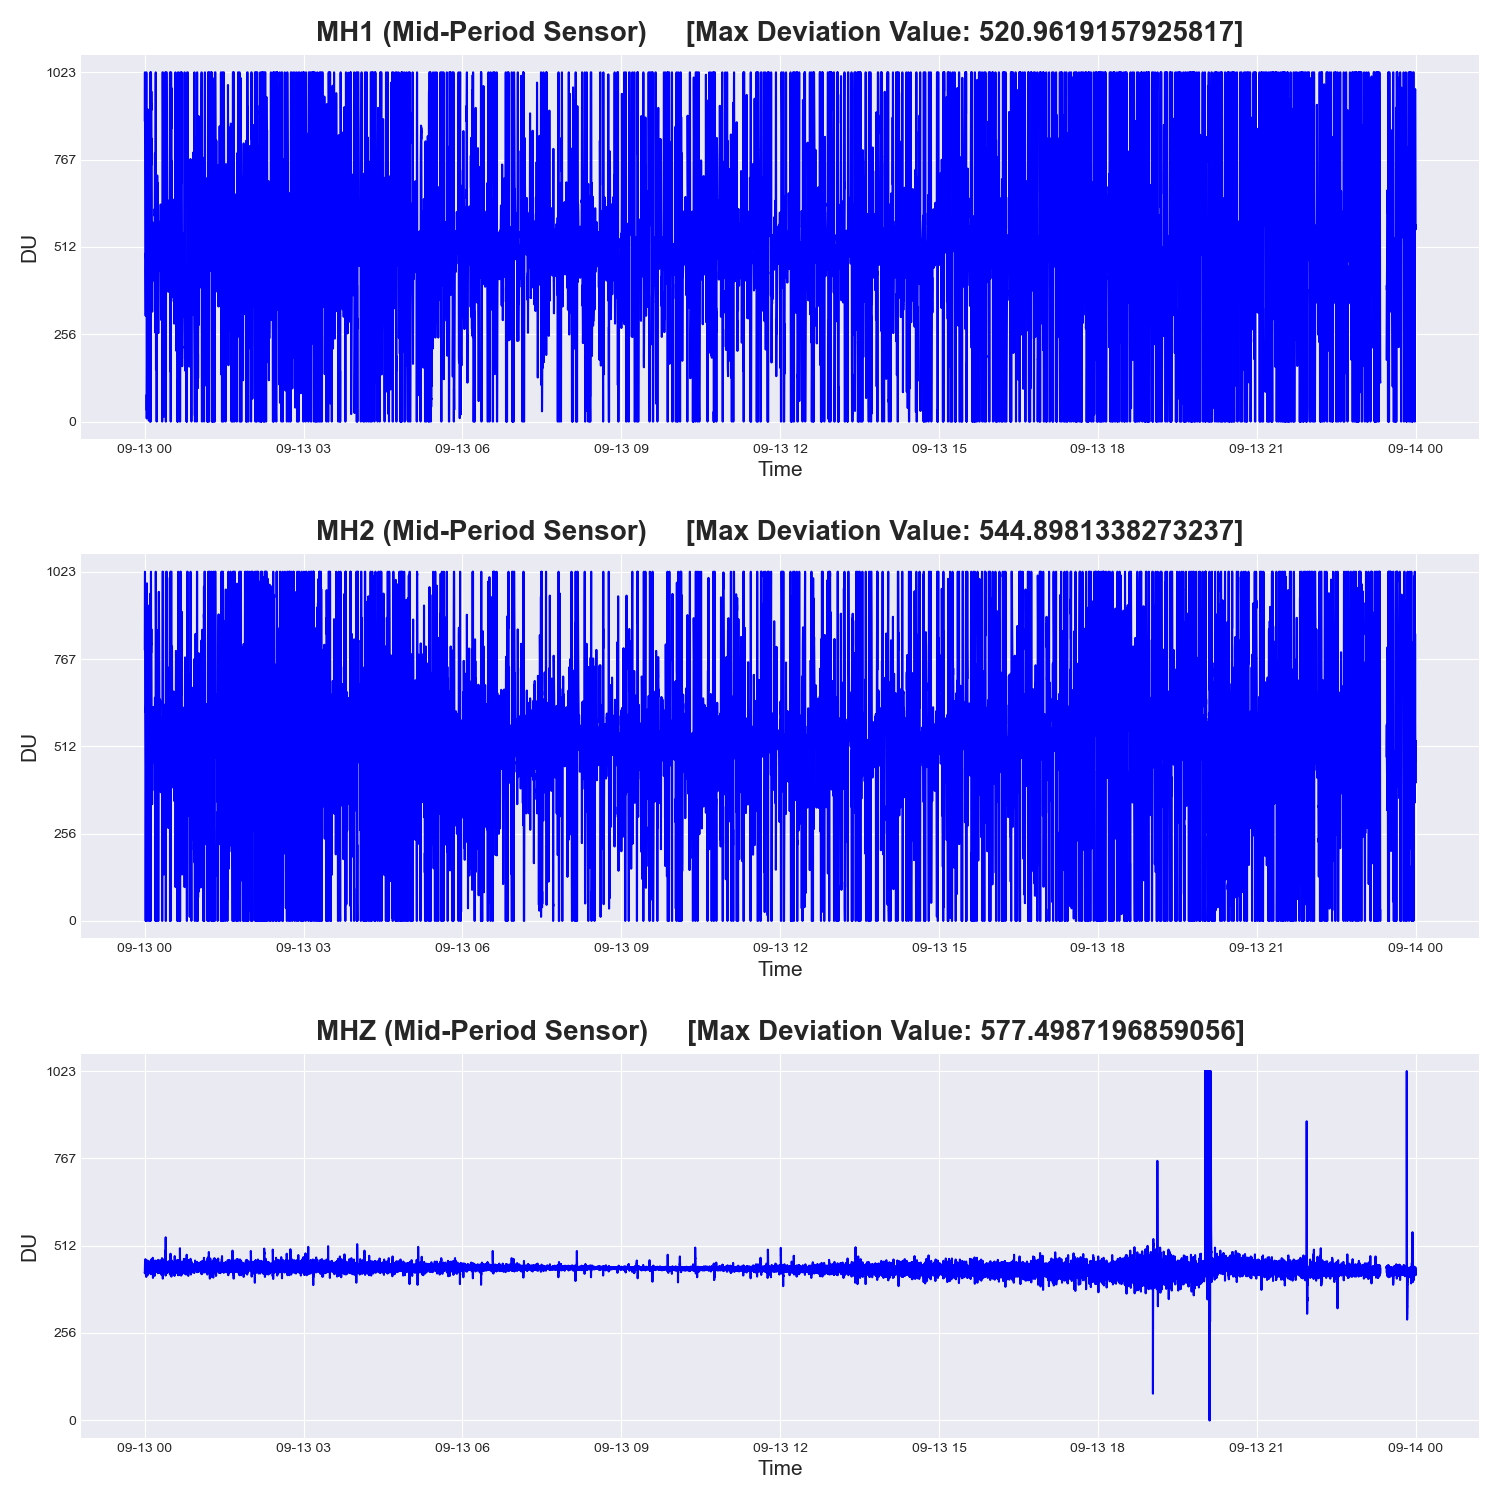 MH1 (Mid-Period Sensor) [Max Deviation Value: 520.9619157925817]
1023
767
512
256
0
DU
09-13 00 09-13 03 09-13 06 09-13 09 09-13 12 09-13 15 09-13 18 09-13 21 09-14 00
Time
MH2 (Mid-Period Sensor) [Max Deviation Value: 544.8981338273237]
1023
767
512
256
0
DU
09-13 00 09-13 03 09-13 06 09-13 09 09-13 12 09-13 15 09-13 18 09-13 21 09-14 00
Time
MHZ (Mid-Period Sensor) [Max Deviation Value: 577.4987196859056]
1023
767
512
256
0
DU
09-13 00 09-13 03 09-13 06 09-13 09 09-13 12 09-13 15 09-13 18 09-13 21 09-14 00
Time